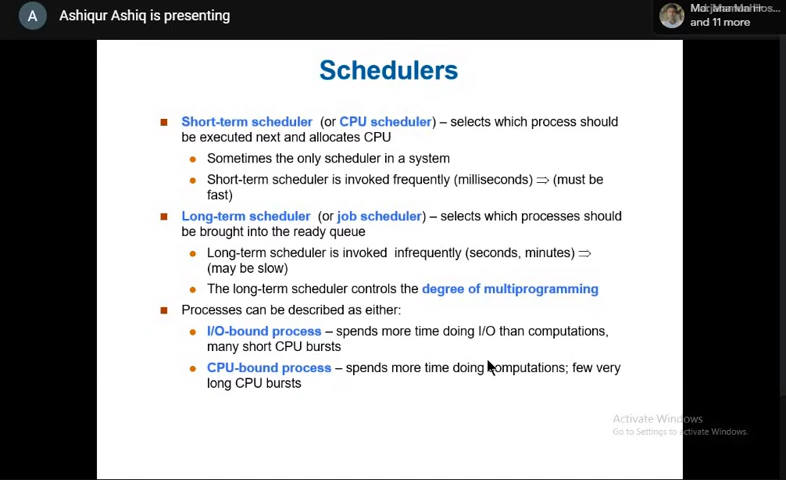 A
Ashiqur Ashiq is presenting
and 11 more
Schedulers
Short-term scheduler (or CPU scheduler) – selects which process should
be executed next and allocates CPU
Sometimes the only scheduler in a system
Short-term scheduler is invoked frequently (milliseconds) ⇒ (must be
fast)
Long-term scheduler (or job scheduler) – selects which processes should
be brought into the ready queue
Long-term scheduler is invoked infrequently (seconds, minutes) ⇒
(may be slow)
The long-term scheduler controls the degree of multiprogramming
Processes can be described as either:
I/O-bound process – spends more time doing I/O than computations,
many short CPU bursts
CPU-bound process – spends more time doing computations; few very
long CPU bursts
Activate Windows
Go to Settings to activate Windows.